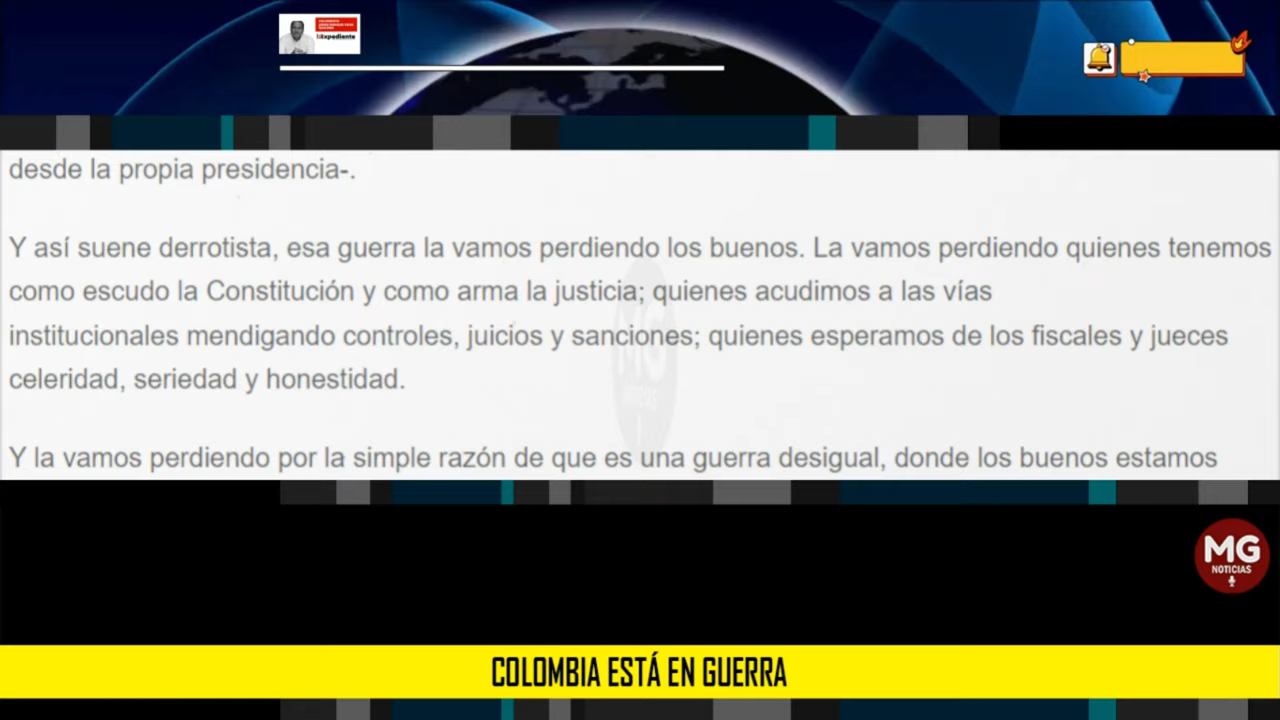 Expediente
desde la propia presidencia-.
Y así suene derrotista, esa guerra la vamos perdiendo los buenos. La vamos perdiendo quienes tenemos
como escudo la Constitución y como arma la justicia; quienes acudimos a las vías
institucionales mendigando controles, juicios y sanciones; quienes esperamos de los fiscales y jueces
celeridad, seriedad y honestidad.
Y la vamos perdiendo por la simple razón de que es una guerra desigual, donde los buenos estamos
MG
NOTICIAS
MG
NOTICIAS
COLOMBIA ESTÁ EN GUERRA